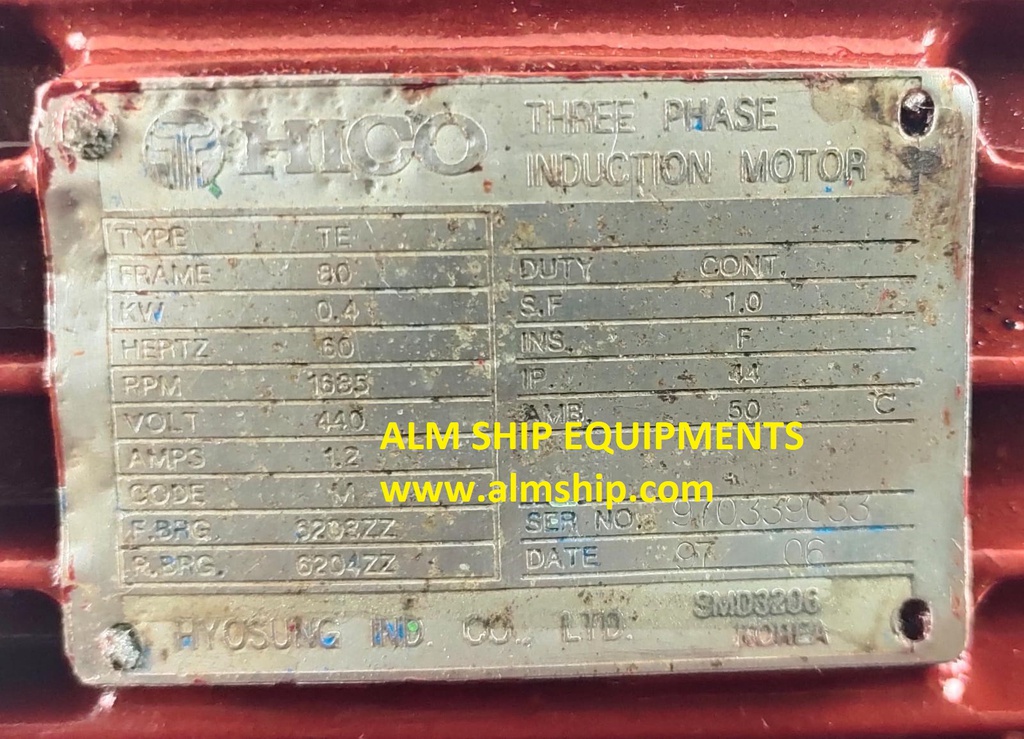 HICO THREE PHASE
INDUCTION MOTOR
TYPE TE
FRAME 80
KW 0.4
HERTZ 60
RPM 1685
VOLT 440
AMPS 1.2
CODE M
F.BRG.
R.BRG. 6204ZZ
DUTY CONT.
S.F 1.0
INS. F
IP. 44
AMB. 50 °C
SER NO.
DATE 97 06
HYOSUNG IND. CO., LTD.
SMD3206
KOREA
ALM SHIP EQUIPMENTS
www.almship.com